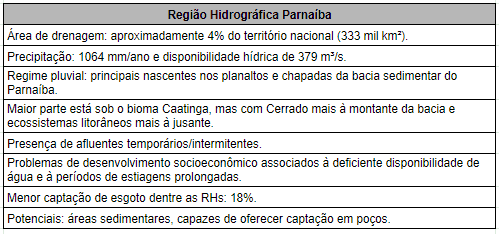 Região Hidrográfica Parnaíba
Área de drenagem: aproximadamente 4% do território nacional (333 mil km²).
Precipitação: 1064 mm/ano e disponibilidade hídrica de 379 m³/s.
Regime pluvial: principais nascentes nos planaltos e chapadas da bacia sedimentar do
Parnaíba.
Maior parte está sob o bioma Caatinga, mas com Cerrado mais à montante da bacia e
ecossistemas litorâneos mais à jusante.
Presença de afluentes temporários/intermitentes.
Problemas de desenvolvimento socioeconômico associados à deficiente disponibilidade de
água e à períodos de estiagens prolongadas.
Menor captação de esgoto dentre as RHs: 18%.
Potenciais: áreas sedimentares, capazes de oferecer captação em poços.